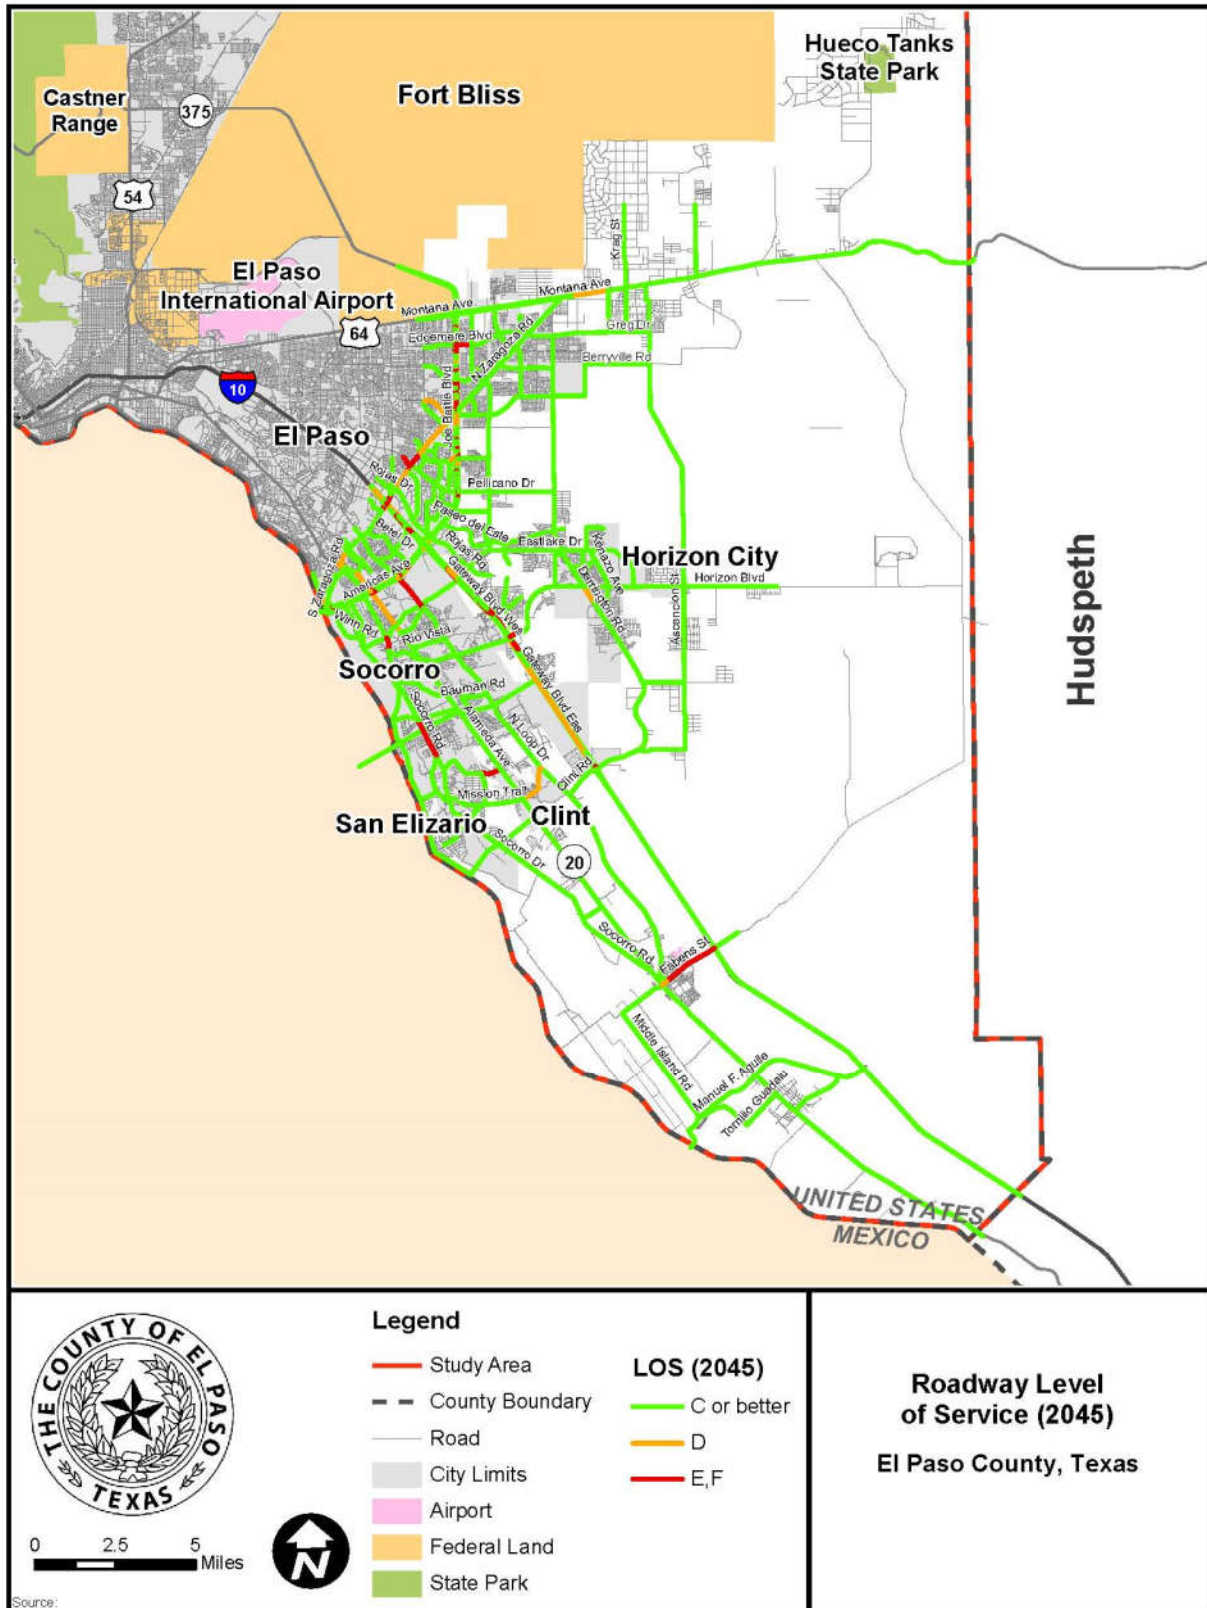 Hueco Tanks
State Park
Castner
Range
Fort Bliss
375
54
Krag St
El Paso
International Airport
Montana Ave
Montana Ave
64
Edgemere Blvd
N Zaragoza Rd
Greg Dr
Berryville Rd
10
Joe Battle Blvd
El Paso
Rojas Dr
Pellicano Dr
Paseo del Este
Betel Dr
Rojas Rd
Eastlake Dr
Kenazo Ave
Horizon City
S Zaragoza Rd
Americas Ave
Gateway Blvd Wes
Darrington Rd
Horizon Blvd
Ascencion St
Winn Rd
Rio Vista
Hudspeth
Socorro
Gateway Blvd Eas
Bauman Rd
Socorro Rd
Alameda Ave
N Loop Dr
Clint Rd
Mission Trail
San Elizario
Clint
Socorro Dr
20
Socorro Rd
Fabens St
Middle Island Rd
Manuel F. Aguile
Tornillo Guadalu
UNITED STATES
MEXICO
THE COUNTY OF EL PASO
TEXAS
0 2.5 5
Miles
N
Source:
Legend
Study Area
County Boundary
Road
City Limits
Airport
Federal Land
State Park
LOS (2045)
C or better
D
E,F
Roadway Level
of Service (2045)
El Paso County, Texas